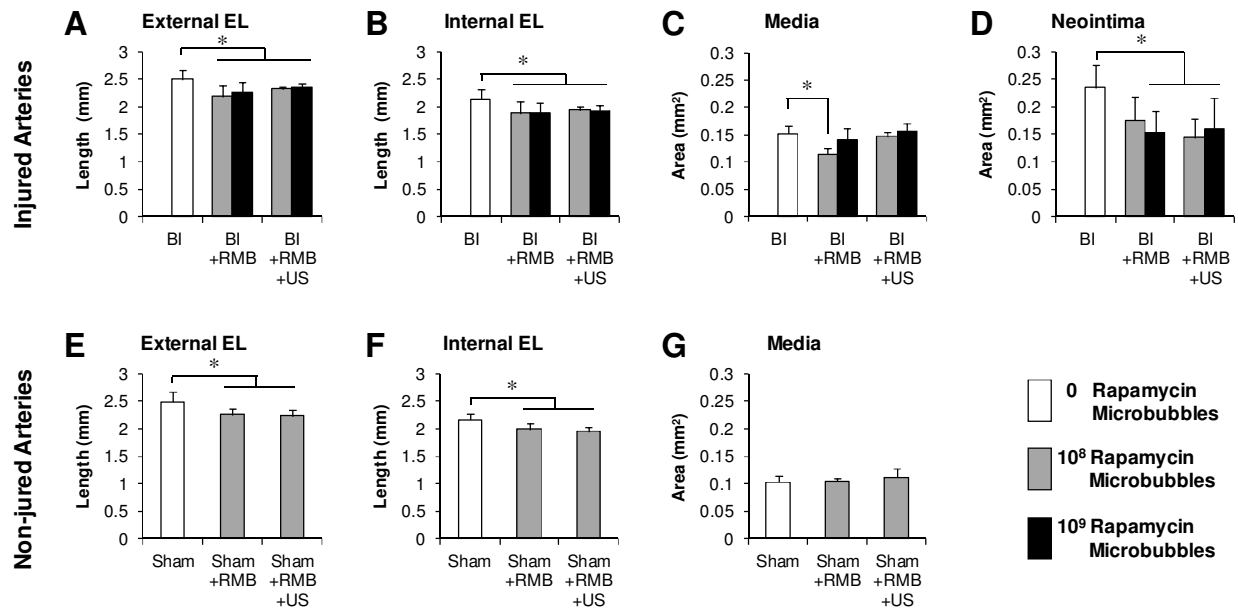 Injured Arteries
A
External EL
*
Length (mm)
3
2.5
2
1.5
1
0.5
0
BI
BI
+RMB
BI
+RMB
+US
B
Internal EL
*
Length (mm)
3
2.5
2
1.5
1
0.5
0
BI
BI
+RMB
BI
+RMB
+US
C
Media
*
Area (mm²)
0.3
0.25
0.2
0.15
0.1
0.05
0
BI
BI
+RMB
BI
+RMB
+US
D
Neointima
*
Area (mm²)
0.3
0.25
0.2
0.15
0.1
0.05
0
BI
BI
+RMB
BI
+RMB
+US
Non-jured Arteries
E
External EL
*
Length (mm)
3
2.5
2
1.5
1
0.5
0
Sham
Sham
+RMB
Sham
+RMB
+US
F
Internal EL
*
Length (mm)
3
2.5
2
1.5
1
0.5
0
Sham
Sham
+RMB
Sham
+RMB
+US
G
Media
Area (mm²)
0.3
0.25
0.2
0.15
0.1
0.05
0
Sham
Sham
+RMB
Sham
+RMB
+US
0 Rapamycin
Microbubbles
10⁸ Rapamycin
Microbubbles
10⁹ Rapamycin
Microbubbles